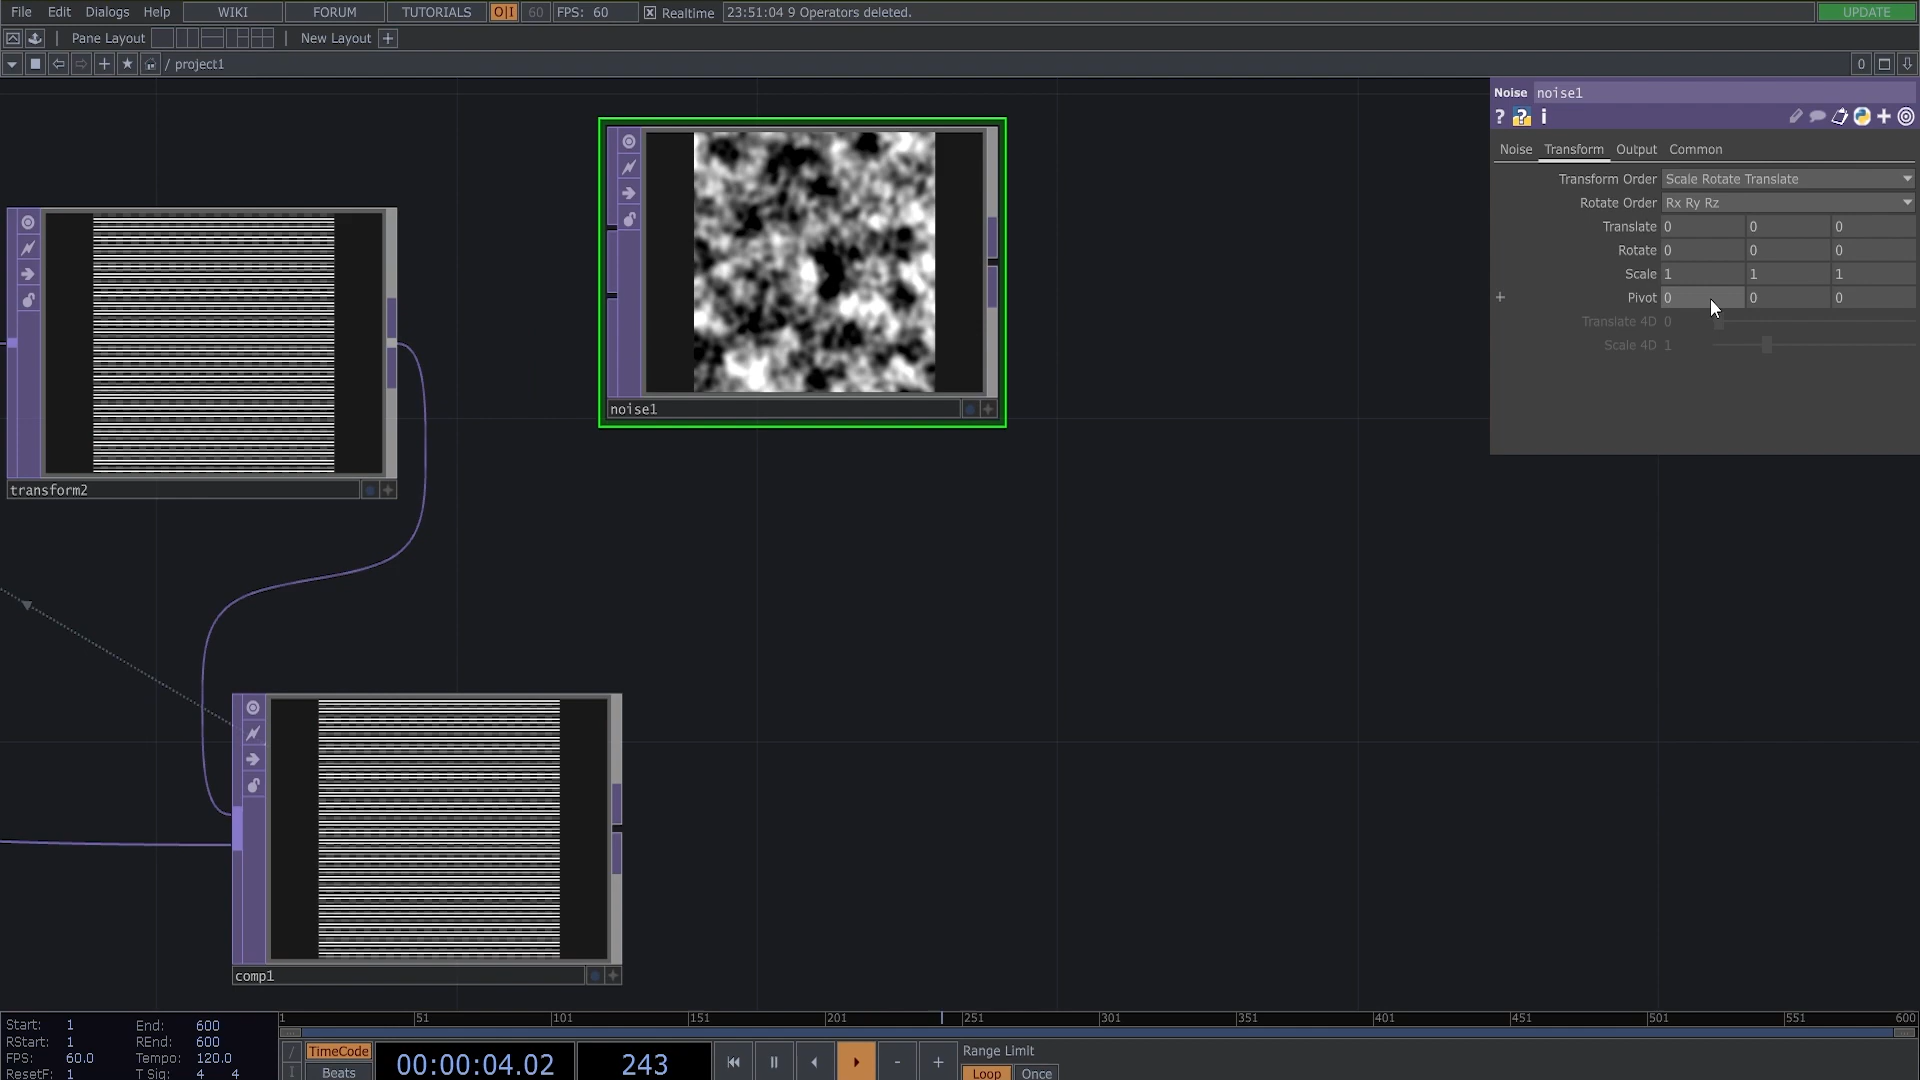 File Edit Dialogs Help WIKI FORUM TUTORIALS O|I 60 FPS: 60 Realtime 23:51:04 9 Operators deleted. UPDATE
Pane Layout New Layout +
/ project1 0
Noise noise1
? ? i
Noise Transform Output Common
Transform Order Scale Rotate Translate
Rotate Order Rx Ry Rz
Translate 0 0 0
Rotate 0 0 0
Scale 1 1 1
+ Pivot 0 0 0
Translate 4D 0
Scale 4D 1
noise1
transform2
comp1
1 51 101 151 201 251 301 351 401 451 501 551 600
Start: 1 End: 600
RStart: 1 REnd: 600
FPS: 60.0 Tempo: 120.0
ResetF: 1 T Sig: 4 4
TimeCode
Beats
00:00:04.02 243
- +
Range Limit
Loop Once